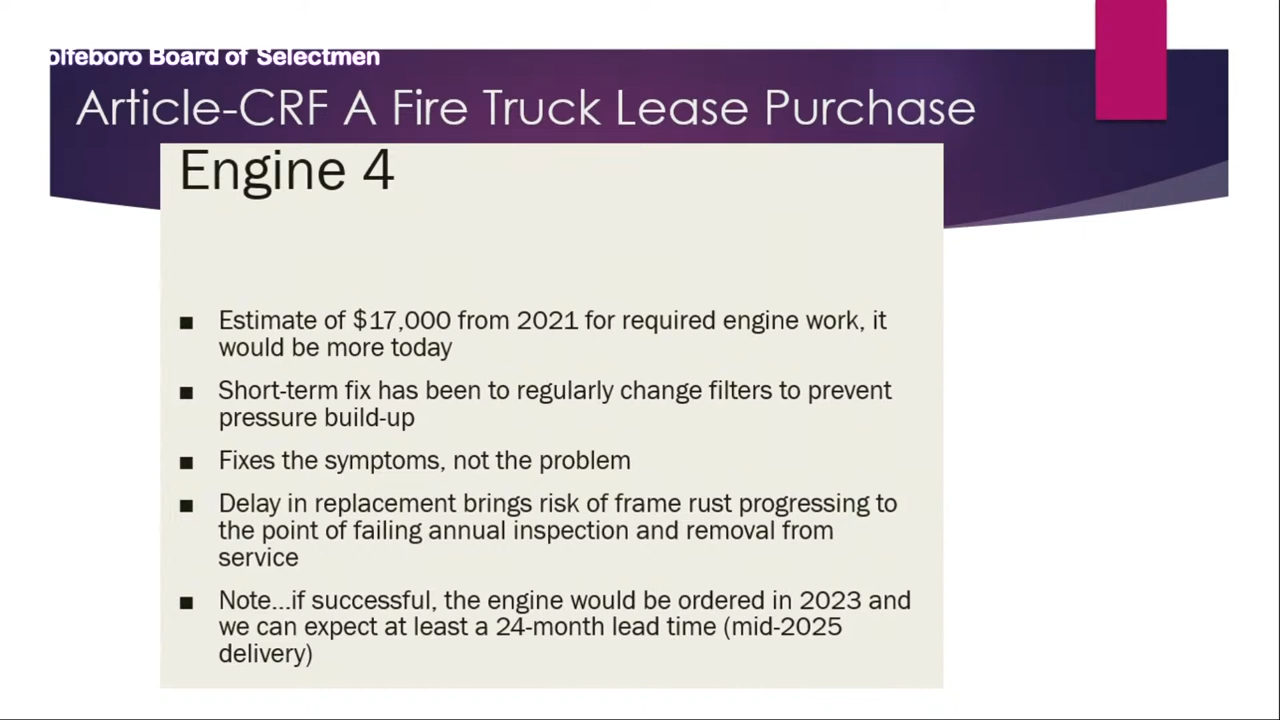 olfeboro Board of Selectmen
Article-CRF A Fire Truck Lease Purchase
Engine 4
■ Estimate of $17,000 from 2021 for required engine work, it
would be more today
■ Short-term fix has been to regularly change filters to prevent
pressure build-up
■ Fixes the symptoms, not the problem
■ Delay in replacement brings risk of frame rust progressing to
the point of failing annual inspection and removal from
service
■ Note...if successful, the engine would be ordered in 2023 and
we can expect at least a 24-month lead time (mid-2025
delivery)